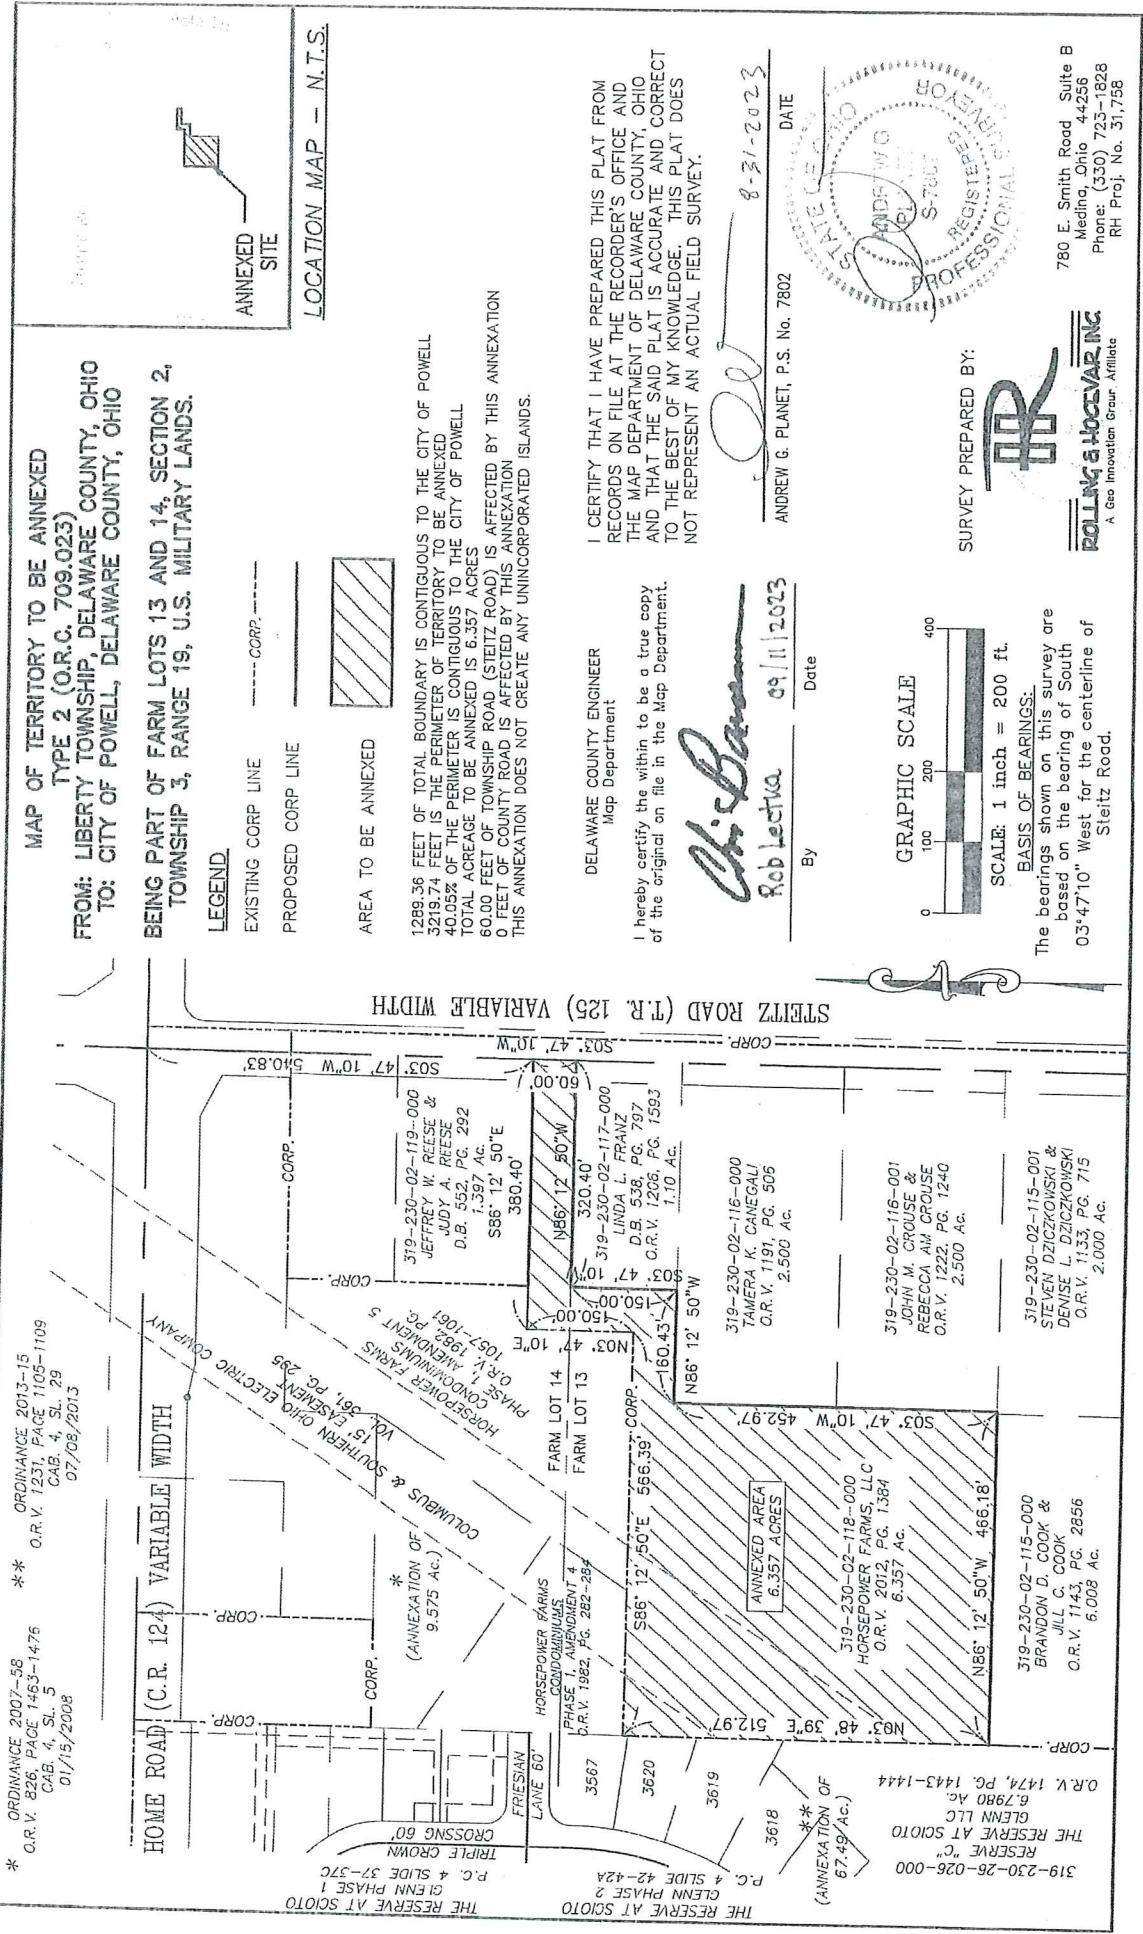 * ORDINANCE 2007-58
O.R.V. 826, PAGE 1463-1476
CAB. 4, SL. 5
01/15/2008
** ORDINANCE 2013-15
O.R.V. 1231, PAGE 1105-1109
CAB. 4, SL. 29
07/08/2013
MAP OF TERRITORY TO BE ANNEXED
TYPE 2 (O.R.C. 709.023)
FROM: LIBERTY TOWNSHIP, DELAWARE COUNTY, OHIO
TO: CITY OF POWELL, DELAWARE COUNTY, OHIO
BEING PART OF FARM LOTS 13 AND 14, SECTION 2,
TOWNSHIP 3, RANGE 19, U.S. MILITARY LANDS.
ANNEXED
SITE
LOCATION MAP - N.T.S.
LEGEND
EXISTING CORP LINE ---- CORP. ----
PROPOSED CORP LINE
AREA TO BE ANNEXED
1289.36 FEET OF TOTAL BOUNDARY IS CONTIGUOUS TO THE CITY OF POWELL
3219.74 FEET IS THE PERIMETER OF TERRITORY TO BE ANNEXED
40.05% OF THE PERIMETER IS CONTIGUOUS TO THE CITY OF POWELL
TOTAL ACREAGE TO BE ANNEXED IS 6.357 ACRES
60.00 FEET OF TOWNSHIP ROAD (STEITZ ROAD) IS AFFECTED BY THIS ANNEXATION
0 FEET OF COUNTY ROAD IS AFFECTED BY THIS ANNEXATION
THIS ANNEXATION DOES NOT CREATE ANY UNINCORPORATED ISLANDS.
DELAWARE COUNTY ENGINEER
Map Department
I hereby certify the within to be a true copy
of the original on file in the Map Department.
Rob Lectka 09/11/2023
By Date
I CERTIFY THAT I HAVE PREPARED THIS PLAT FROM
RECORDS ON FILE AT THE RECORDER'S OFFICE AND
THE MAP DEPARTMENT OF DELAWARE COUNTY, OHIO
AND THAT THE SAID PLAT IS ACCURATE AND CORRECT
TO THE BEST OF MY KNOWLEDGE. THIS PLAT DOES
NOT REPRESENT AN ACTUAL FIELD SURVEY.
8-31-2023
ANDREW G. PLANET, P.S. No. 7802 DATE
STATE OF OHIO
ANDREW G
S-7802
REGISTERED
PROFESSIONAL SURVEYOR
GRAPHIC SCALE
0 100 200 400
SCALE: 1 inch = 200 ft.
BASIS OF BEARINGS:
The bearings shown on this survey are
based on the bearing of South
03°47'10" West for the centerline of
Steitz Road.
SURVEY PREPARED BY:
ROLLING & HOCEVAR, INC
A Geo Innovation Group Affiliate
780 E. Smith Road Suite B
Medina, Ohio 44256
Phone: (330) 723-1828
RH Proj. No. 31,758
HOME ROAD (C.R. 124) VARIABLE WIDTH
STEITZ ROAD (T.R. 125) VARIABLE WIDTH
CORP.
CORP.
CORP.
CORP.
CORP.
CORP.
CORP.
CORP.
S03° 47' 10"W 540.83'
COLUMBUS & SOUTHERN OHIO ELECTRIC COMPANY
15' EASEMENT
VOL. 361, PG 295
HORSEPOWER FARMS
CONDOMINIUMS
PHASE 1, AMENDMENT 5
O.R.V. 1982 PG.
1057-1061
*
(ANNEXATION OF
9.575 Ac.)
319-230-02-119-000
JEFFREY W. REESE &
JUDY A. REESE
D.B. 552, PG. 292
1.397 Ac.
S86° 12' 50"E
380.40'
S03° 47' 10"W
60.00'
N86° 12' 50"W
320.40'
319-230-02-117-000
LINDA L. FRANZ
D.B. 538, PG. 797
O.R.V. 1206, PG. 1593
1.10 Ac.
S03° 47' 10"W
150.00'
150.00'
N03° 47' 10"E
160.43'
N86° 12' 50"W
FARM LOT 14
FARM LOT 13
319-230-02-116-000
TAMERA K. CANEGALI
O.R.V. 1191, PG. 506
2.500 Ac.
319-230-02-116-001
JOHN M. CROUSE &
REBECCA AM CROUSE
O.R.V. 1222, PG. 1240
2.500 Ac.
319-230-02-115-001
STEVEN DZICZKOWSKI &
DENISE L. DZICZKOWSKI
O.R.V. 1133, PG. 715
2.000 Ac.
HORSEPOWER FARMS
CONDOMINIUMS
PHASE 1, AMENDMENT 4
O.R.V. 1982, PG. 282-284
S86° 12' 50"E 566.39'
S03° 47' 10"W 452.97'
ANNEXED AREA
6.357 ACRES
319-230-02-118-000
HORSEPOWER FARMS, LLC
O.R.V. 2012, PG. 1384
6.357 Ac.
N03° 48' 39"E 512.97'
N86° 12' 50"W 466.18'
319-230-02-115-000
BRANDON D. COOK &
JILL C. COOK
O.R.V. 1143, PG. 2856
6.008 Ac.
FRIESIAN
LANE 60'
TRIPLE CROWN
CROSSNG 60'
3567
3620
3619
3618
THE RESERVE AT SCIOTO
GLENN PHASE 1
P.C. 4 SLIDE 37-37C
THE RESERVE AT SCIOTO
GLENN PHASE 2
P.C. 4 SLIDE 42-42A
**
(ANNEXATION OF
67.49 Ac.)
319-230-26-026-000
RESERVE "C"
THE RESERVE AT SCIOTO
GLENN LLC
6.7980 Ac.
O.R.V. 1474, PG. 1443-1444